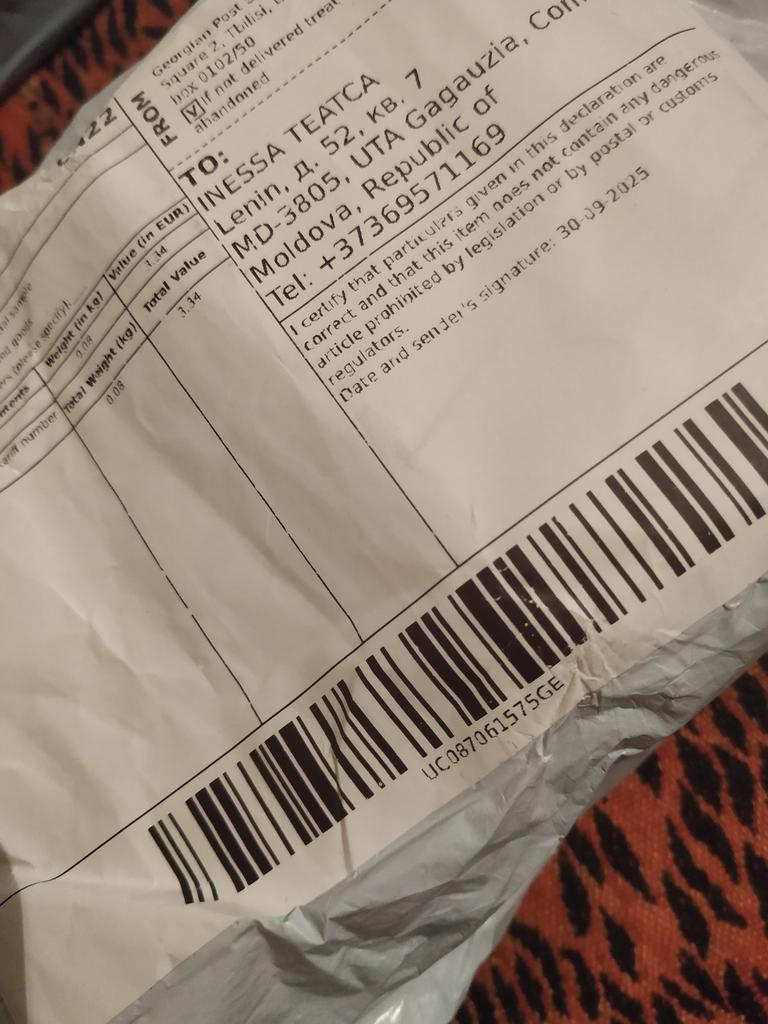 Georgian Post
Square 2, Tbilisi,
box 0102/50
If not delivered treat
abandoned
FROM
TO:
INESSA TEATCA
Lenin, д. 52, кв. 7
MD-3805, UTA Gagauzia, Com
Moldova, Republic of
Tel: +37369571169
I certify that particulars given in this declaration are
correct and that this item does not contain any dangerous
article prohibited by legislation or by postal or customs
regulators.
Date and sender's signature: 30-09-2025
Value (in EUR)
3.34
Total Value
3.34
Weight (in kg)
0.08
Total Weight (kg)
0.08
(please specify)
number
UC087061575GE